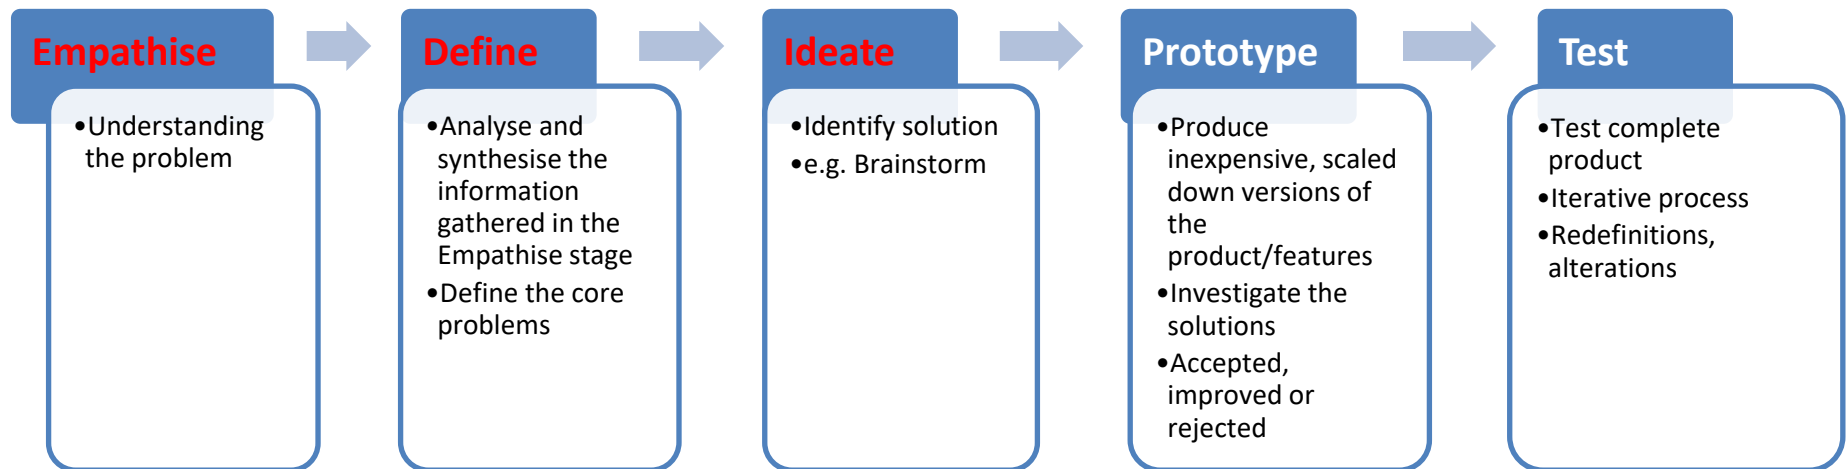 Empathise
•Understanding
the problem
Define
•Analyse and
synthesise the
information
gathered in the
Empathise stage
•Define the core
problems
Ideate
•Identify solution
•e.g. Brainstorm
Prototype
•Produce
inexpensive, scaled
down versions of
the
product/features
•Investigate the
solutions
•Accepted,
improved or
rejected
Test
•Test complete
product
•Iterative process
•Redefinitions,
alterations